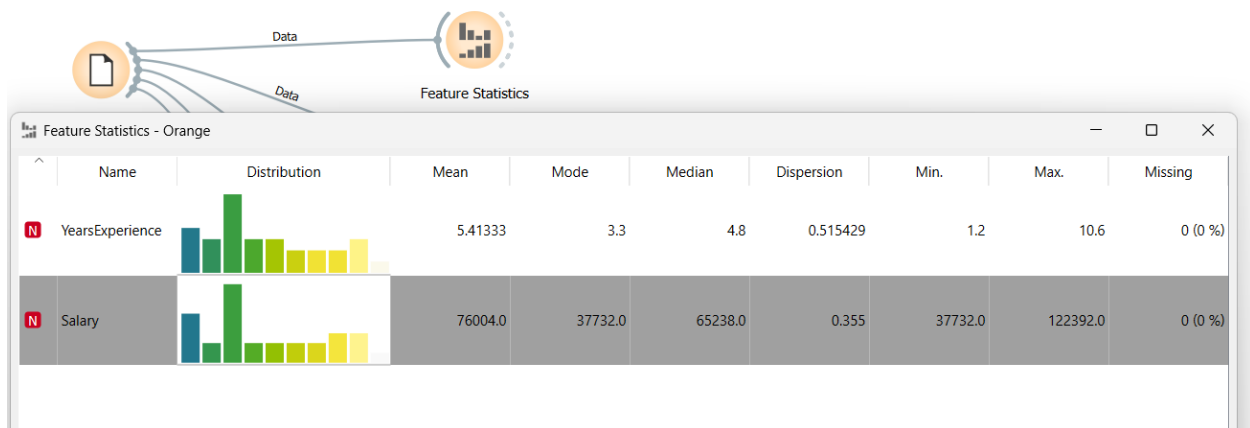 Data
Data
Feature Statistics
Feature Statistics - Orange
Name Distribution Mean Mode Median Dispersion Min. Max. Missing
N YearsExperience 5.41333 3.3 4.8 0.515429 1.2 10.6 0 (0 %)
N Salary 76004.0 37732.0 65238.0 0.355 37732.0 122392.0 0 (0 %)